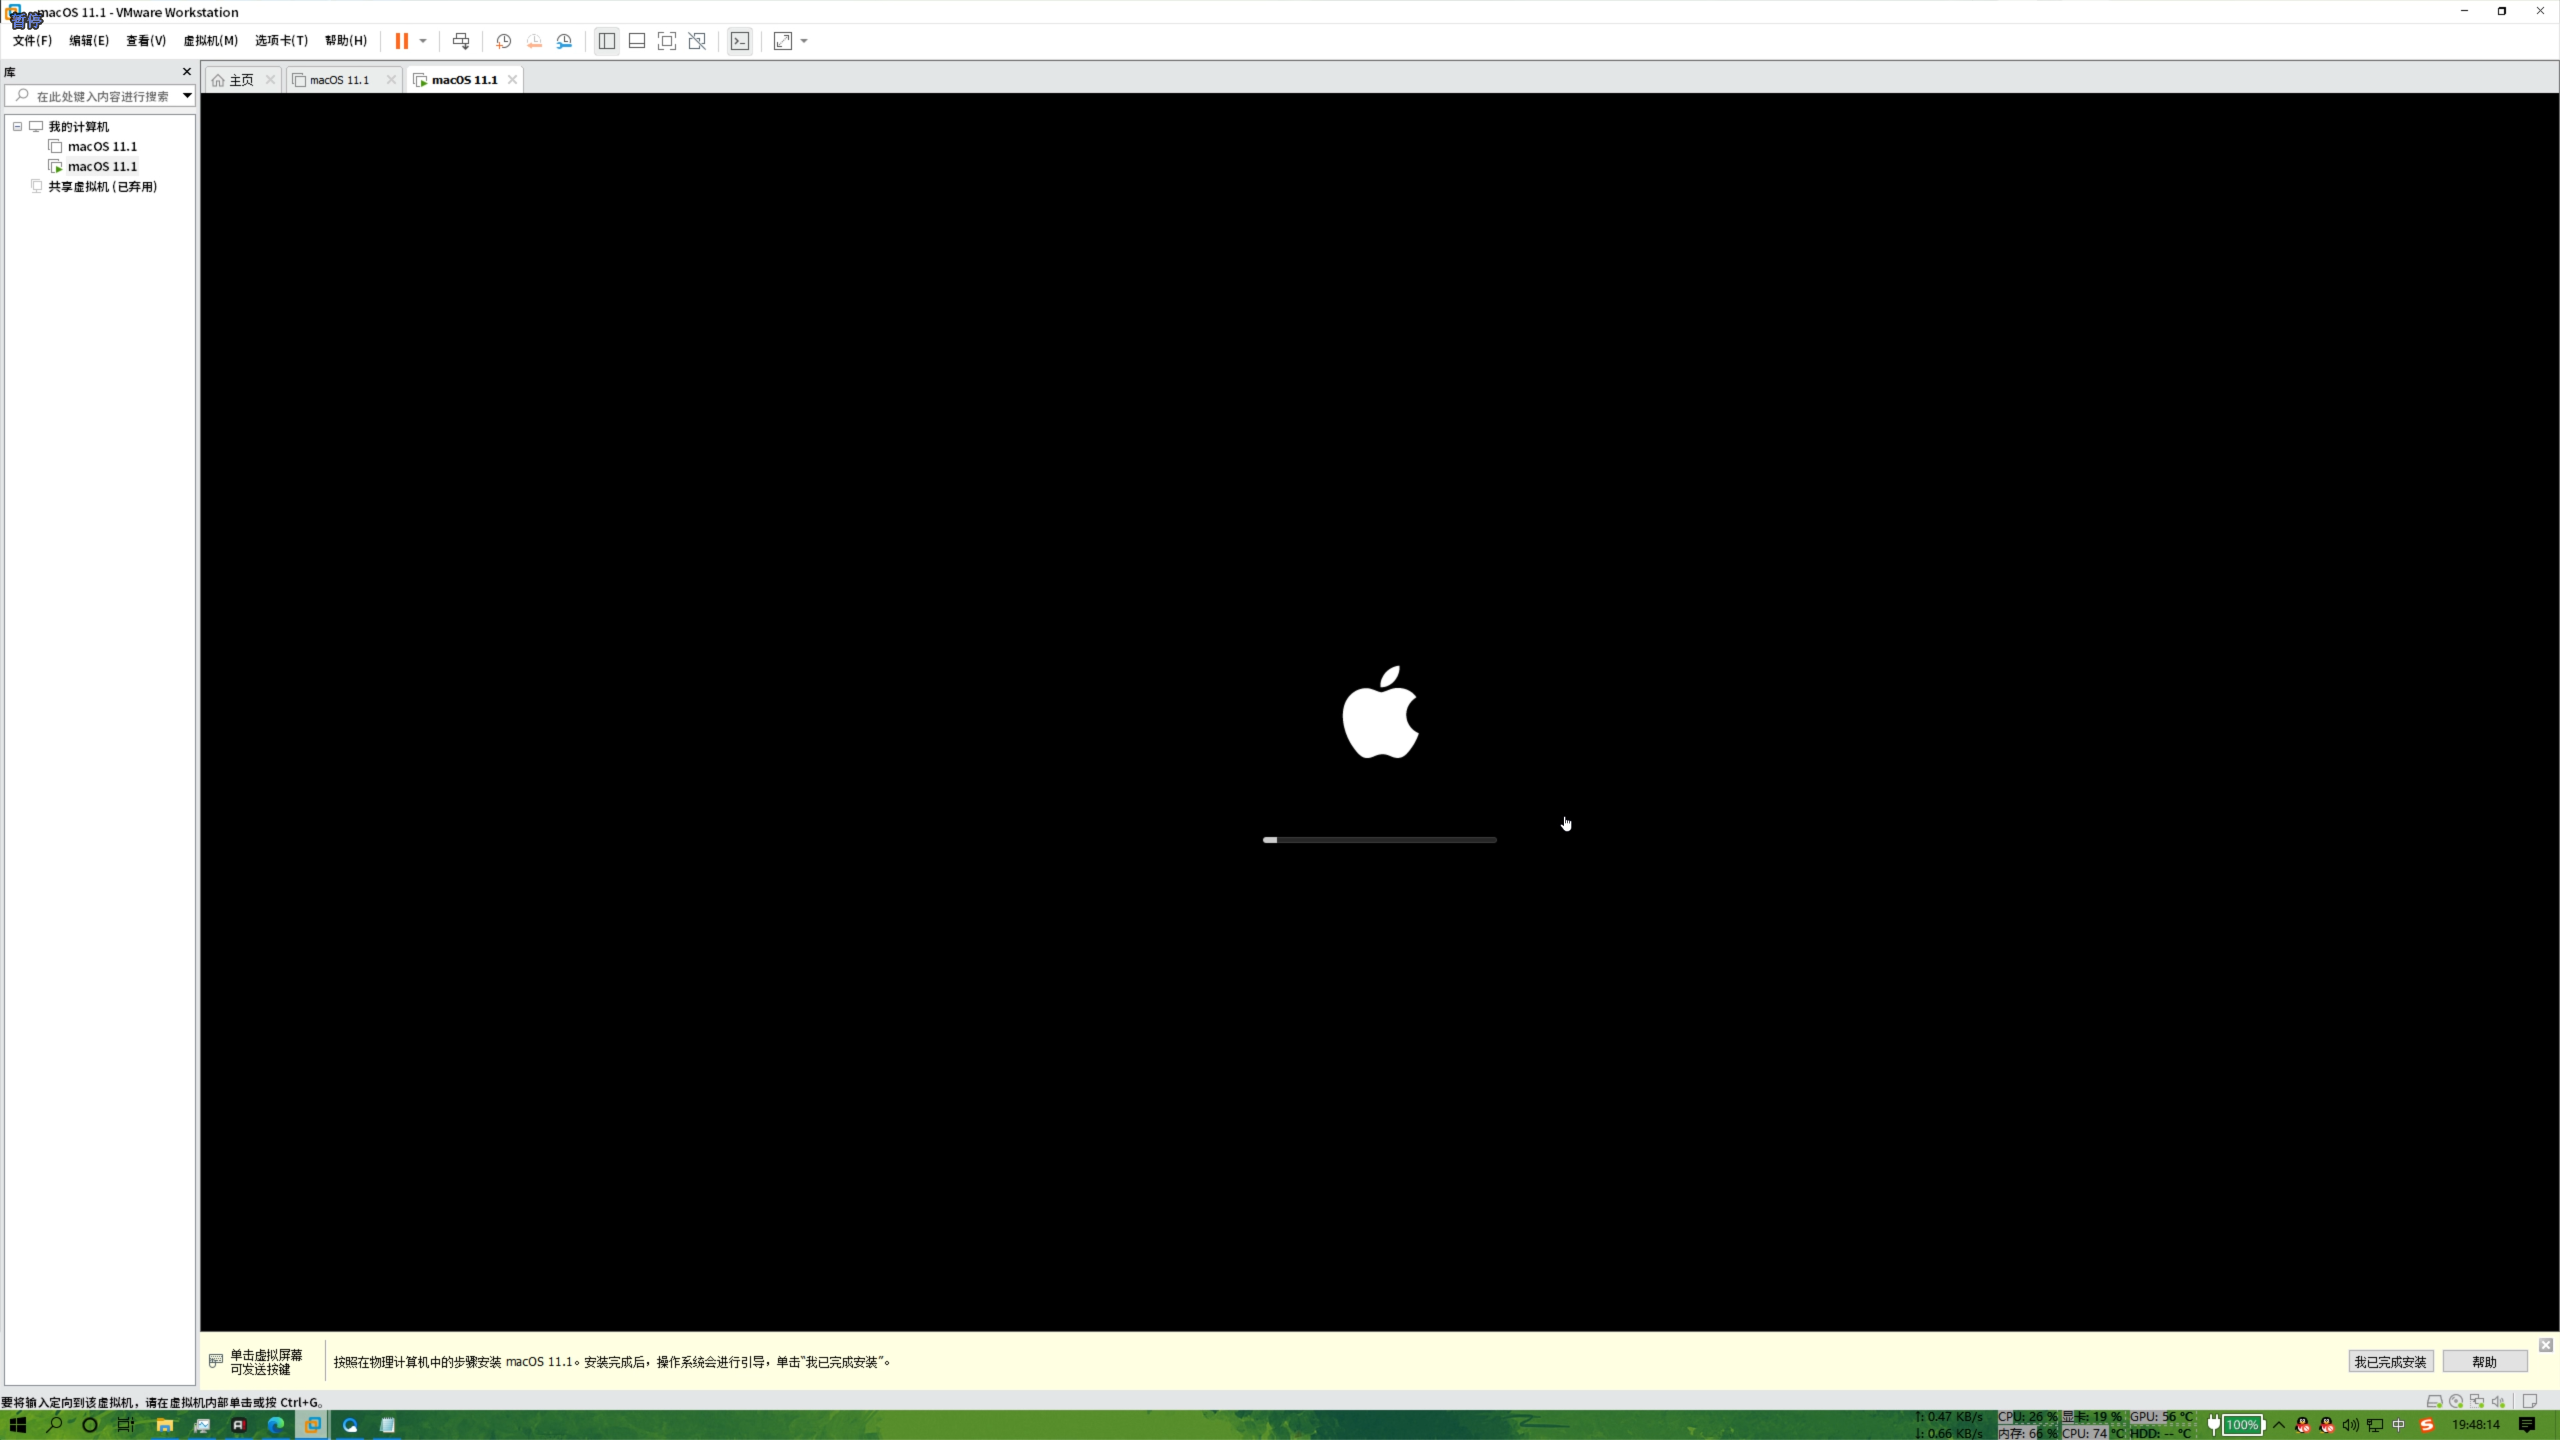 macOS 11.1 - VMware Workstation
暂停
文件(F) 编辑(E) 查看(V) 虚拟机(M) 选项卡(T) 帮助(H)
库
主页 macOS 11.1 macOS 11.1
在此处键入内容进行搜索
我的计算机
macOS 11.1
macOS 11.1
共享虚拟机 (已弃用)
单击虚拟屏幕
可发送按键
按照在物理计算机中的步骤安装 macOS 11.1。安装完成后，操作系统会进行引导，单击“我已完成安装”。
我已完成安装 帮助
要将输入定向到该虚拟机，请在虚拟机内部单击或按 Ctrl+G。
↑: 0.47 KB/s CPU: 26 % 显卡: 19 % GPU: 56 °C
↓: 0.66 KB/s 内存: 66 % CPU: 74 °C HDD: -- °C
100% 中 19:48:14